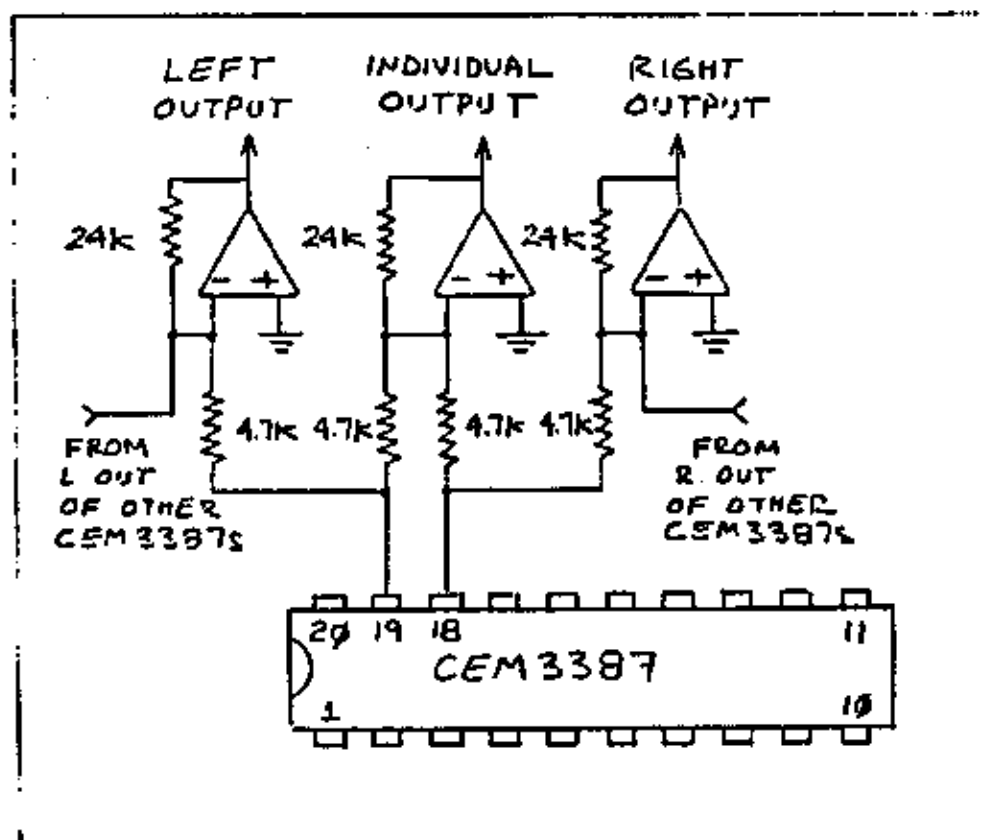 LEFT
OUTPUT
INDIVIDUAL
OUTPUT
RIGHT
OUTPUT
24k
24k
24k
- +
- +
- +
4.7k 4.7k
4.7k 4.7k
FROM
L OUT
OF OTHER
CEM3387s
FROM
R. OUT
OF OTHER
CEM3387s
20 19 18 11
CEM3387
1 10